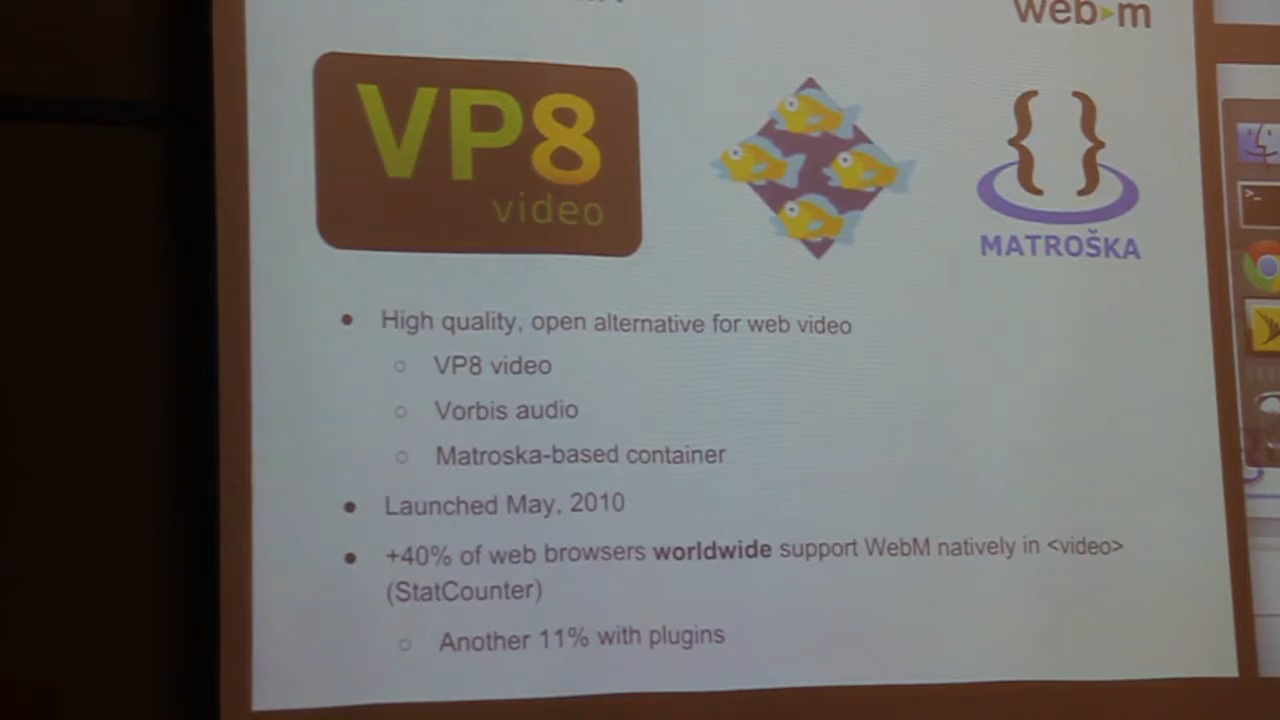 web m
VP8
video
MATROŠKA
High quality, open alternative for web video
VP8 video
Vorbis audio
Matroska-based container
Launched May, 2010
+40% of web browsers worldwide support WebM natively in <video>
(StatCounter)
Another 11% with plugins
>_